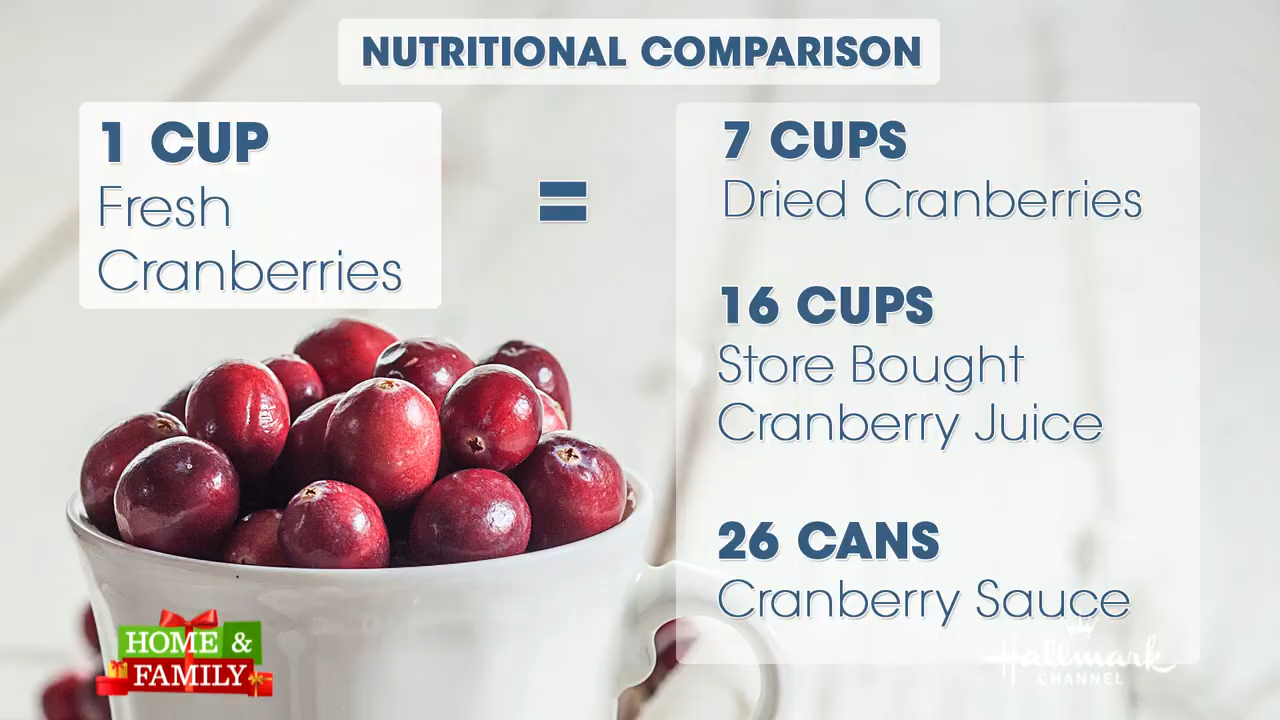 NUTRITIONAL COMPARISON
1 CUP
Fresh
Cranberries
=
7 CUPS
Dried Cranberries
16 CUPS
Store Bought
Cranberry Juice
26 CANS
Cranberry Sauce
HOME &
FAMILY
Hallmark
CHANNEL